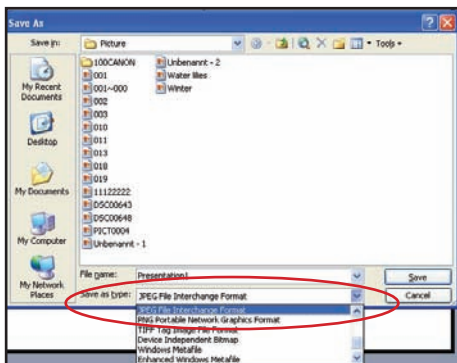 Save As
Save in:
Picture
Tools
My Recent
Documents
Desktop
My Documents
My Computer
My Network
Places
100CANON
001
001~000
002
003
010
011
013
018
019
11122222
DSC00643
DSC00648
PICT0004
Unbenannt - 1
Unbenannt - 2
Water lilies
Winter
File name:
Presentation1
Save
Save as type:
JPEG File Interchange Format
Cancel
JPEG File Interchange Format
PNG Portable Network Graphics Format
TIFF Tag Image File Format
Device Independent Bitmap
Windows Metafile
Enhanced Windows Metafile